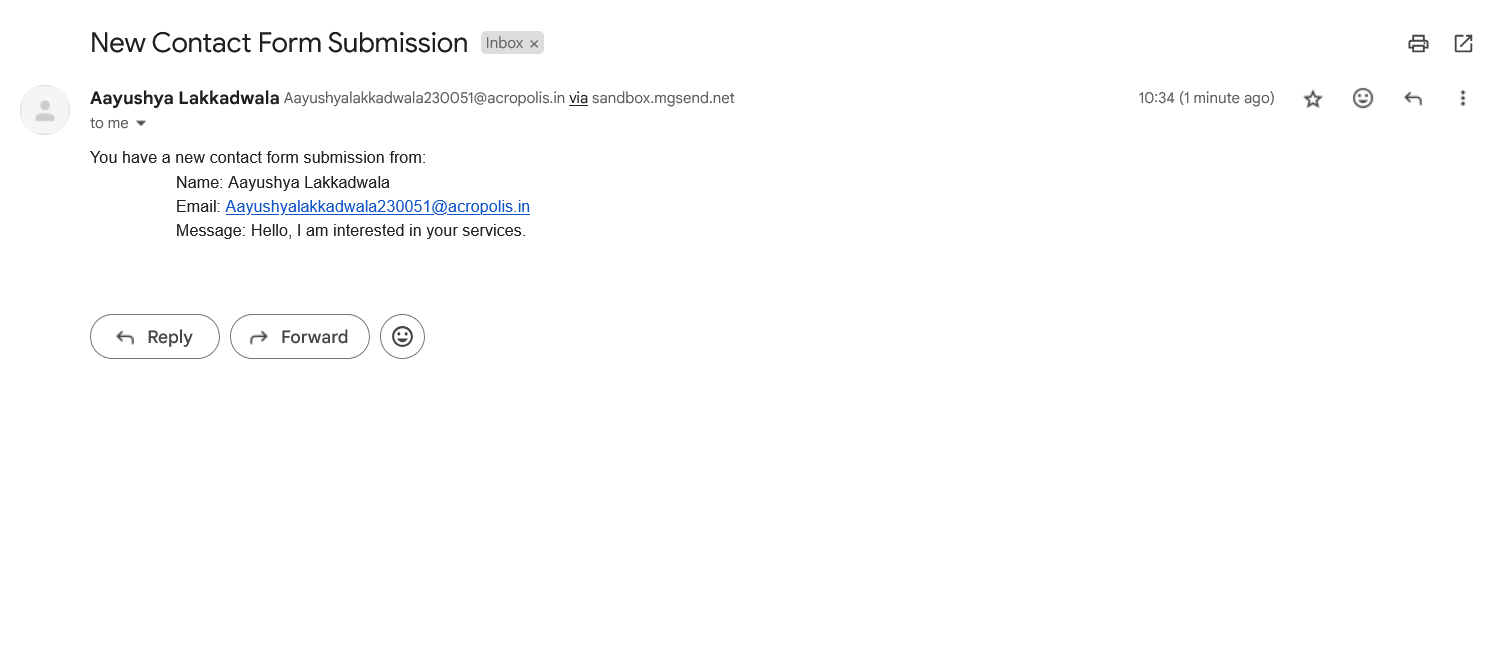 New Contact Form Submission Inbox ×
Aayushya Lakkadwala Aayushyalakkadwala230051@acropolis.in via sandbox.mgsend.net 10:34 (1 minute ago)
to me
You have a new contact form submission from:
Name: Aayushya Lakkadwala
Email: Aayushyalakkadwala230051@acropolis.in
Message: Hello, I am interested in your services.
Reply Forward